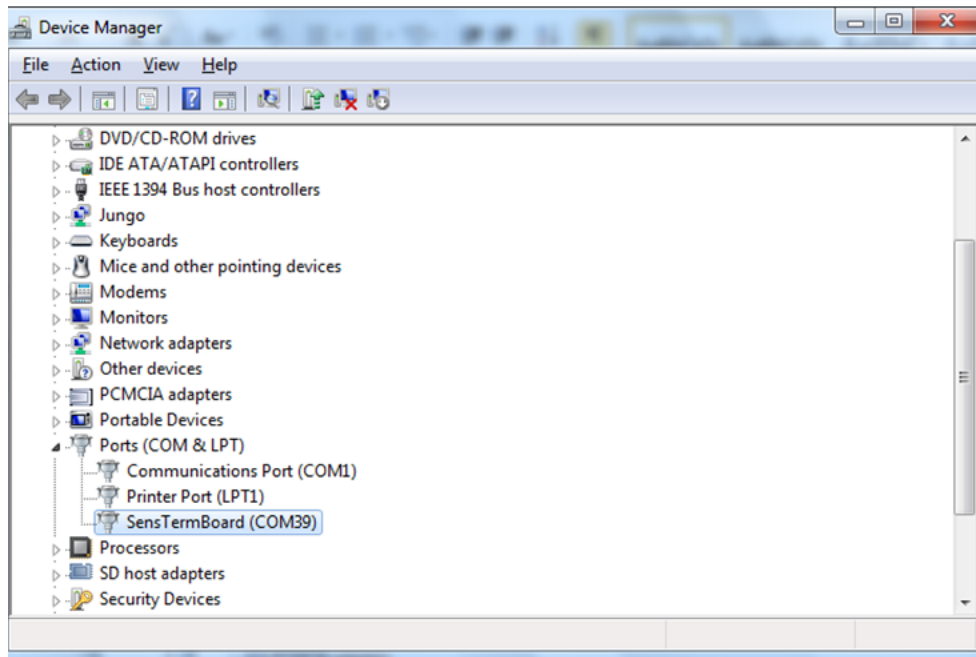 Device Manager
File Action View Help
DVD/CD-ROM drives
IDE ATA/ATAPI controllers
IEEE 1394 Bus host controllers
Jungo
Keyboards
Mice and other pointing devices
Modems
Monitors
Network adapters
Other devices
PCMCIA adapters
Portable Devices
Ports (COM & LPT)
Communications Port (COM1)
Printer Port (LPT1)
SensTermBoard (COM39)
Processors
SD host adapters
Security Devices